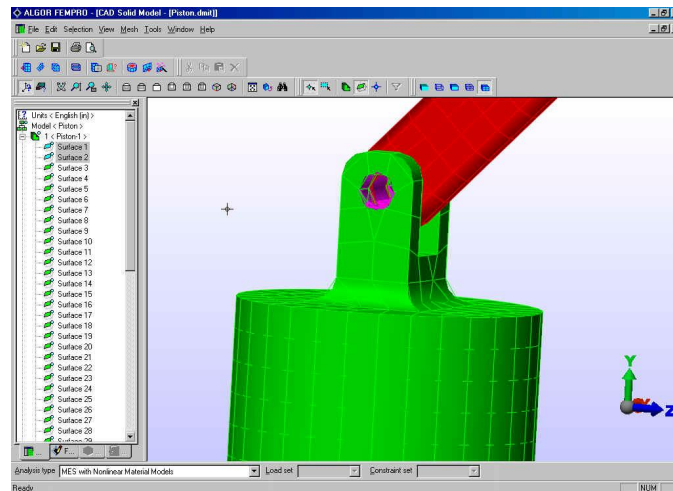 ALGOR FEMPRO - [CAD Solid Model - [Piston.dmit]]
File Edit Selection View Mesh Tools Window Help
Units < English (in) >
Model < Piston >
1 < Piston-1 >
Surface 1
Surface 2
Surface 3
Surface 4
Surface 5
Surface 6
Surface 7
Surface 8
Surface 9
Surface 10
Surface 11
Surface 12
Surface 13
Surface 14
Surface 15
Surface 16
Surface 17
Surface 18
Surface 19
Surface 20
Surface 21
Surface 22
Surface 23
Surface 24
Surface 25
Surface 26
Surface 27
Surface 28
Surface 29
... F...
Analysis type MES with Nonlinear Material Models Load set Constraint set
Ready NUM
Y
Z